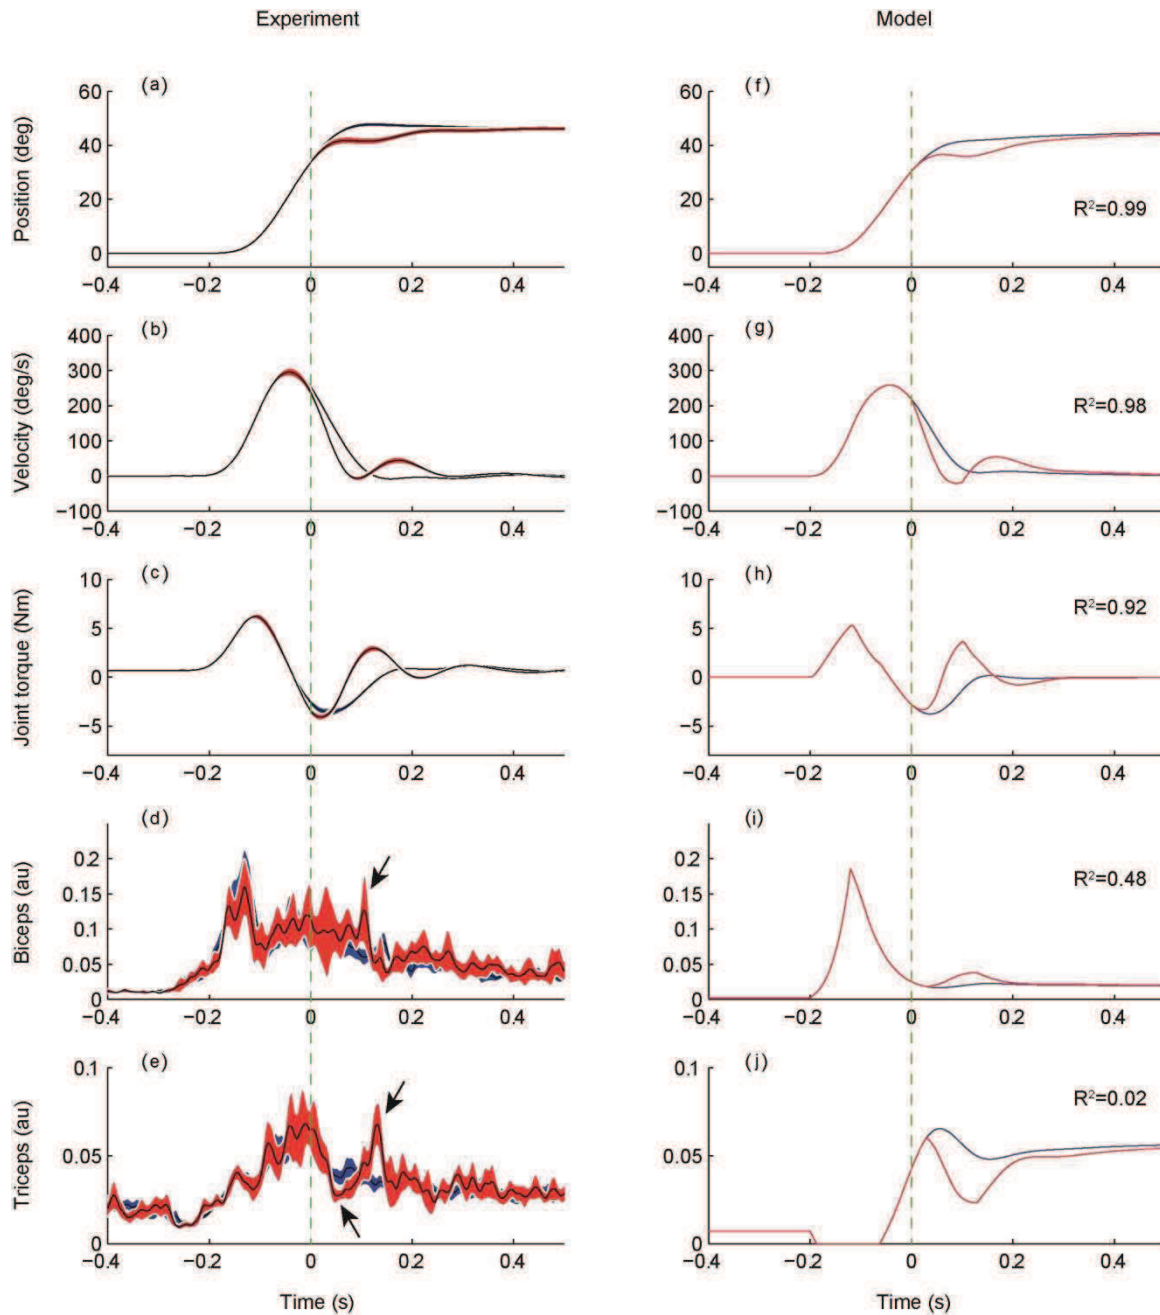 Experiment
Model
(a)
Position (deg)
60
40
20
0
−0.4 −0.2 0 0.2 0.4
(f)
60
40
20
0
R²=0.99
−0.4 −0.2 0 0.2 0.4
(b)
Velocity (deg/s)
400
300
200
100
0
−100
−0.4 −0.2 0 0.2 0.4
(g)
400
300
200
100
0
−100
R²=0.98
−0.4 −0.2 0 0.2 0.4
(c)
Joint torque (Nm)
10
5
0
−5
−0.4 −0.2 0 0.2 0.4
(h)
10
5
0
−5
R²=0.92
−0.4 −0.2 0 0.2 0.4
(d)
Biceps (au)
0.2
0.15
0.1
0.05
0
−0.4 −0.2 0 0.2 0.4
(i)
0.2
0.15
0.1
0.05
0
R²=0.48
−0.4 −0.2 0 0.2 0.4
(e)
Triceps (au)
0.1
0.05
0
−0.4 −0.2 0 0.2 0.4
Time (s)
(j)
0.1
0.05
0
R²=0.02
−0.4 −0.2 0 0.2 0.4
Time (s)